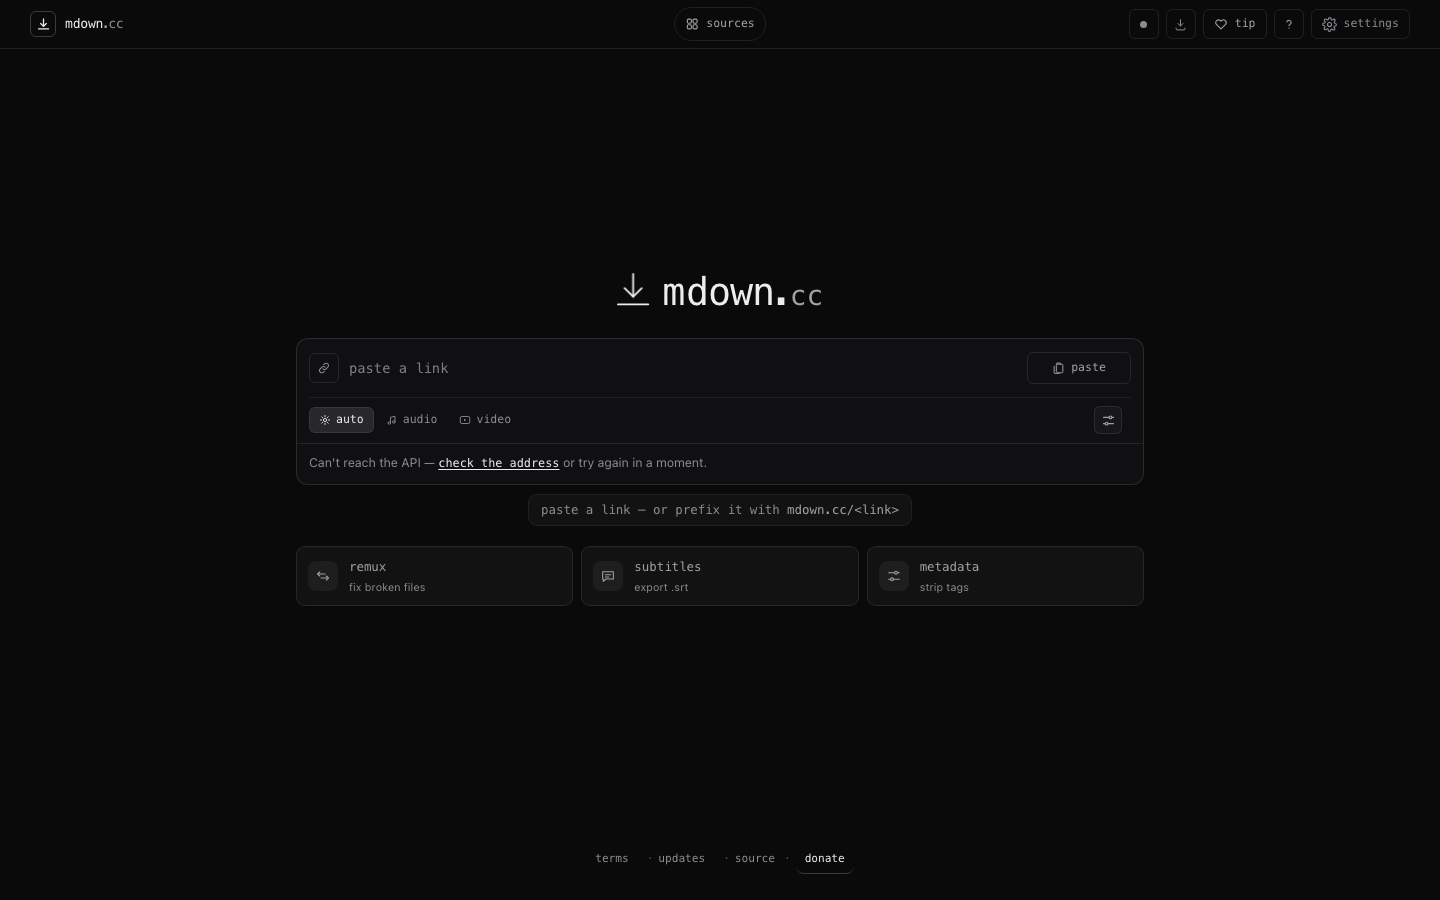 mdown.cc
sources
tip
?
settings
mdown.cc
paste a link
paste
auto
audio
video
Can't reach the API — check the address or try again in a moment.
paste a link — or prefix it with mdown.cc/<link>
remux
fix broken files
subtitles
export .srt
metadata
strip tags
terms · updates · source · donate